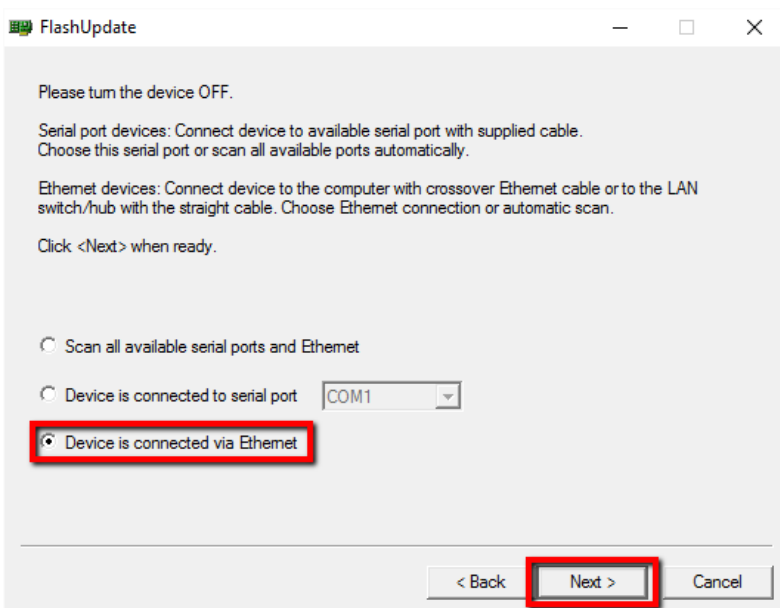 FlashUpdate
Please turn the device OFF.
Serial port devices: Connect device to available serial port with supplied cable.
Choose this serial port or scan all available ports automatically.
Ethernet devices: Connect device to the computer with crossover Ethernet cable or to the LAN
switch/hub with the straight cable. Choose Ethernet connection or automatic scan.
Click <Next> when ready.
Scan all available serial ports and Ethernet
Device is connected to serial port COM1
Device is connected via Ethernet
< Back Next > Cancel